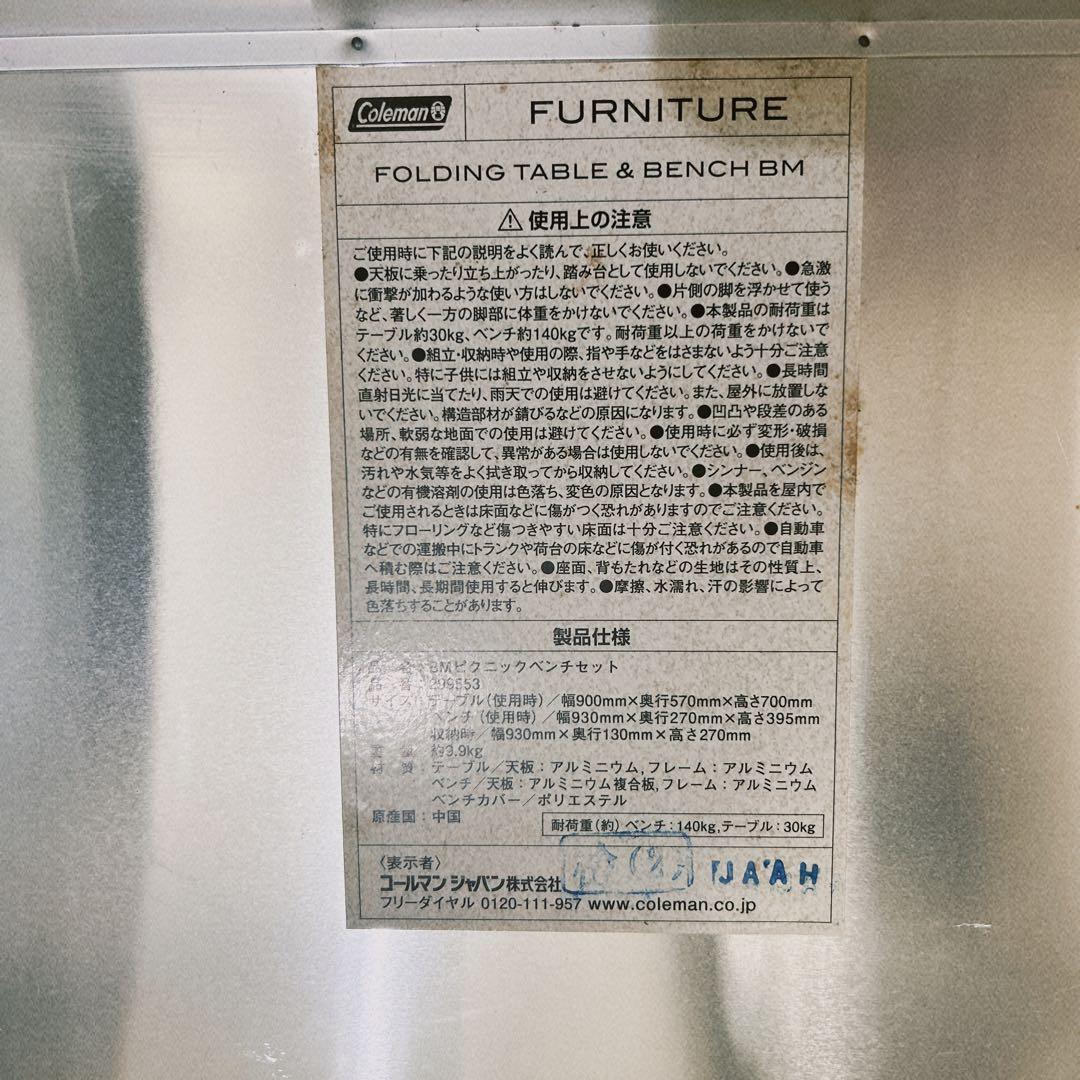 Coleman
FURNITURE
FOLDING TABLE & BENCH BM
⚠使用上の注意
ご使用時に下記の説明をよく読んで、正しくお使いください。
●天板に乗ったり立ち上がったり、踏み台として使用しないでください。●急激
に衝撃が加わるような使い方はしないでください。●片側の脚を浮かせて使う
など、著しく一方の脚部に体重をかけないでください。●本製品の耐荷重は
テーブル約30kg、ベンチ約140kgです。耐荷重以上の荷重をかけないで
ください。●組立・収納時や使用の際、指や手などをはさまないよう十分ご注意
ください。特に子供には組立や収納をさせないようにしてください。●長時間
直射日光に当てたり、雨天での使用は避けてください。また、屋外に放置しな
いでください。構造部材が錆びるなどの原因になります。●凹凸や段差のある
場所、軟弱な地面での使用は避けてください。●使用時に必ず変形・破損
などの有無を確認して、異常がある場合は使用しないでください。●使用後は、
汚れや水気等をよく拭き取ってから収納してください。●シンナー、ベンジン
などの有機溶剤の使用は色落ち、変色の原因となります。●本製品を屋内で
ご使用されるときは床面などに傷がつく恐れがありますのでご注意ください。
特にフローリングなど傷つきやすい床面は十分ご注意ください。●自動車
などでの運搬中にトランクや荷台の床などに傷が付く恐れがあるので自動車
へ積む際はご注意ください。●座面、背もたれなどの生地はその性質上、
長時間、長期間使用すると伸びます。●摩擦、水濡れ、汗の影響によって
色落ちすることがあります。
製品仕様
品 名：BMピクニックベンチセット
品 番：
サイズ：テーブル（使用時）／幅900mm×奥行570mm×高さ700mm
ベンチ（使用時）／幅930mm×奥行270mm×高さ395mm
収納時／幅930mm×奥行130mm×高さ270mm
重 量：約9.9kg
材 質：テーブル／天板：アルミニウム，フレーム：アルミニウム
ベンチ／天板：アルミニウム複合板，フレーム：アルミニウム
ベンチカバー／ポリエステル
原産国：中国
耐荷重（約）ベンチ：140kg，テーブル：30kg
〈表示者〉
コールマン ジャパン株式会社
フリーダイヤル 0120-111-957 www.coleman.co.jp